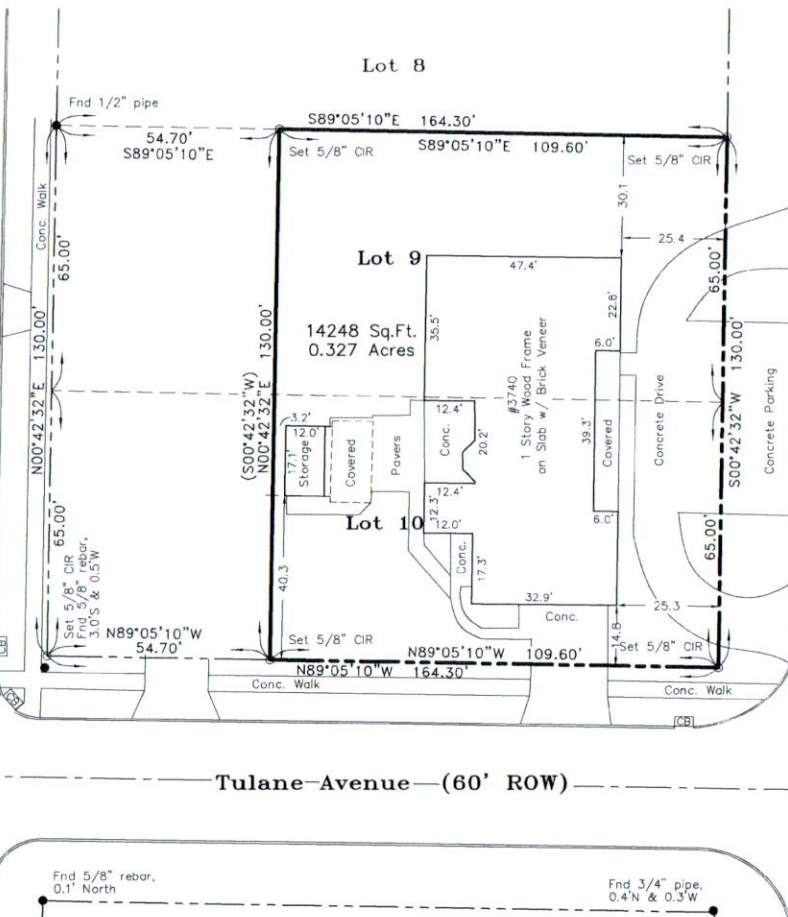 Lot 8
Fnd 1/2" pipe
S89°05'10"E 164.30'
54.70'
S89°05'10"E
Set 5/8" CIR
S89°05'10"E 109.60'
Set 5/8" CIR
Conc. Walk
65.00'
N00°42'32"E 130.00'
65.00'
30.1
25.4
65.00'
Lot 9
47.4'
22.8'
35.5'
14248 Sq.Ft.
0.327 Acres
(S00°42'32"W)
N00°42'32"E 130.00'
#3740
1 Story Wood Frame
on Slab w/ Brick Veneer
6.0'
39.3'
Covered
6.0'
Concrete Drive
S00°42'32"W 130.00'
Concrete Parking
3.2'
12.0'
17.1'
Storage
Covered
Pavers
12.4'
Conc.
20.2'
12.4'
12.3'
Lot 10
12.0'
Conc.
17.3'
40.3
32.9'
Conc.
25.3
14.8
65.00'
Set 5/8" CIR
Fnd 5/8" rebar,
3.0'S & 0.5'W
N89°05'10"W
54.70'
Set 5/8" CIR
N89°05'10"W 109.60'
Set 5/8" CIR
N89°05'10"W 164.30'
Conc. Walk
Conc. Walk
CB
CB
CB
Tulane Avenue (60' ROW)
Fnd 5/8" rebar,
0.1' North
Fnd 3/4" pipe,
0.4'N & 0.3'W